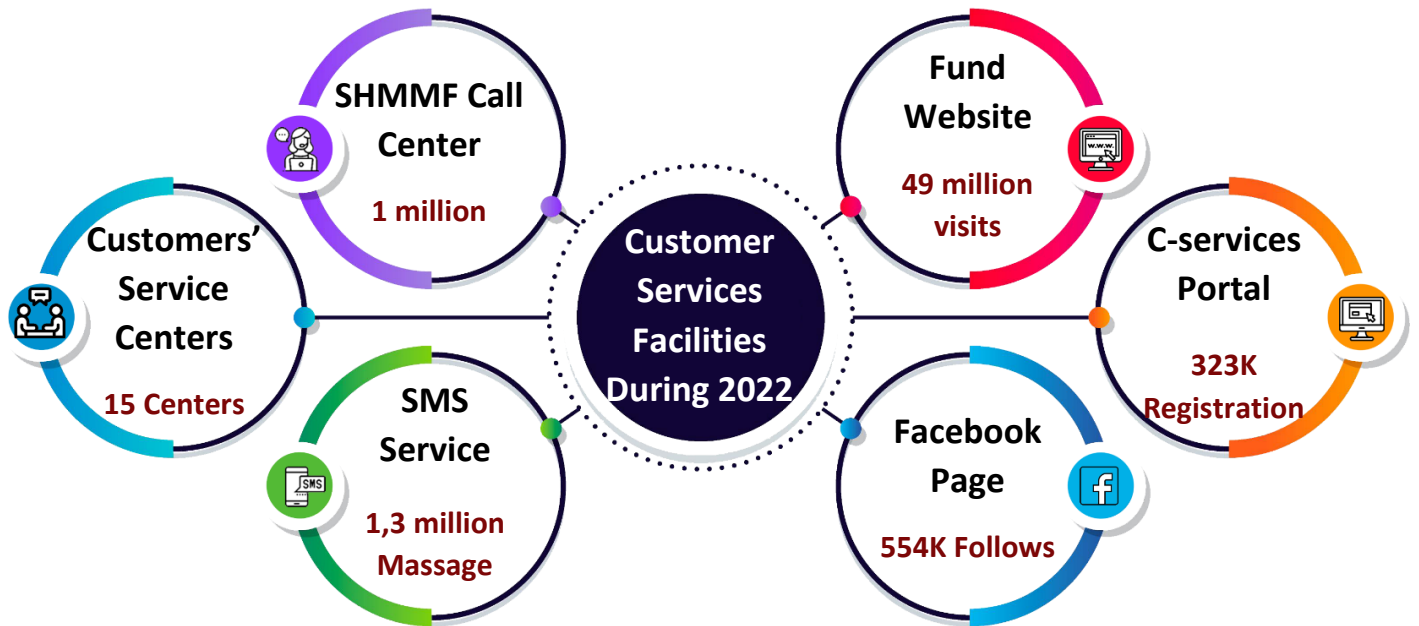 SHMMF Call
Center
1 million
Fund
Website
49 million
visits
www.
Customers’
Service
Centers
15 Centers
Customer
Services
Facilities
During 2022
C-services
Portal
323K
Registration
SMS
Service
1,3 million
Massage
SMS
Facebook
Page
554K Follows
f